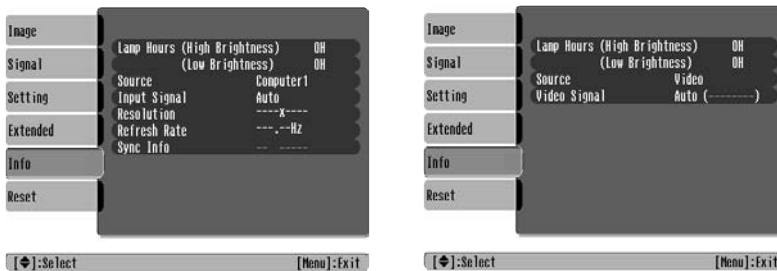 Image
Signal
Setting
Extended
Info
Reset
Lamp Hours (High Brightness) 0H
(Low Brightness) 0H
Source Computer1
Input Signal Auto
Resolution ----x----
Refresh Rate ---.--Hz
Sync Info -- -----
[◆]:Select [Menu]:Exit
Image
Signal
Setting
Extended
Info
Reset
Lamp Hours (High Brightness) 0H
(Low Brightness) 0H
Source Video
Video Signal Auto (--------)
[◆]:Select [Menu]:Exit